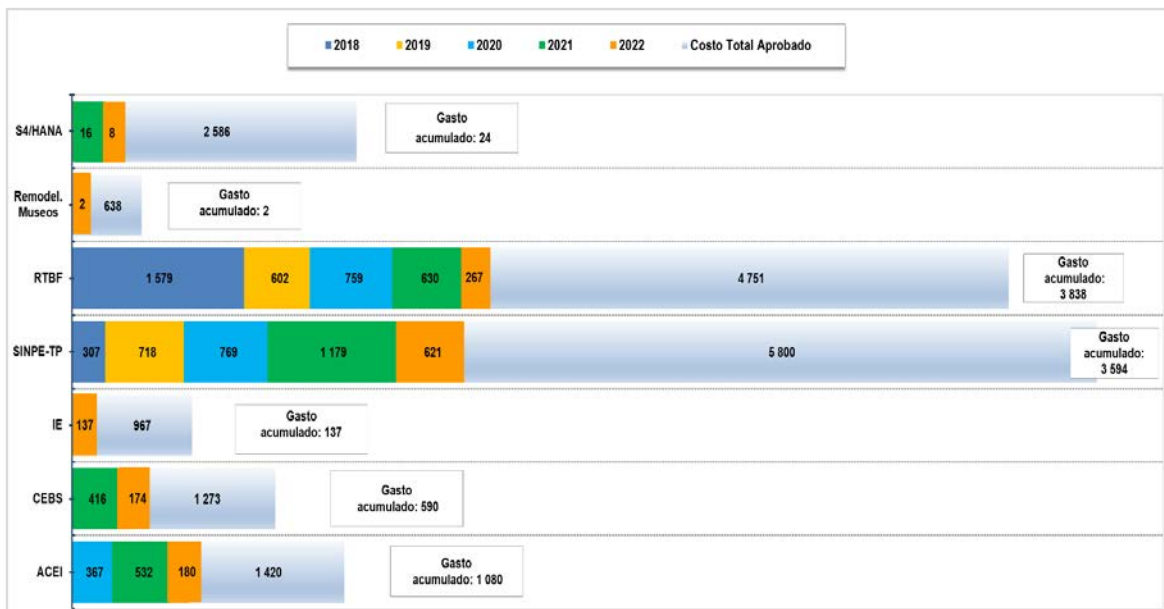 2018 2019 2020 2021 2022 Costo Total Aprobado
S4/HANA 16 8 2 586
Gasto
acumulado: 24
Remodel.
Museos
2 638
Gasto
acumulado: 2
RTBF 1 579 602 759 630 267 4 751
Gasto
acumulado:
3 838
SINPE-TP 307 718 769 1 179 621 5 800
Gasto
acumulado:
3 594
IE 137 967
Gasto
acumulado: 137
CEBS 416 174 1 273
Gasto
acumulado: 590
ACEI 367 532 180 1 420
Gasto
acumulado: 1 080